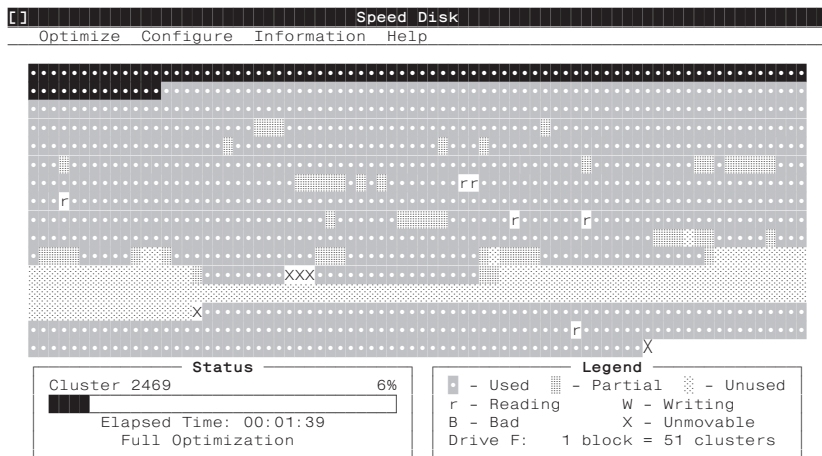 [] Speed Disk
Optimize Configure Information Help
rr
r
r r
XXX
X
r
X
Status
Cluster 2469 6%
Elapsed Time: 00:01:39
Full Optimization
Legend
- Used - Partial - Unused
r - Reading W - Writing
B - Bad X - Unmovable
Drive F: 1 block = 51 clusters